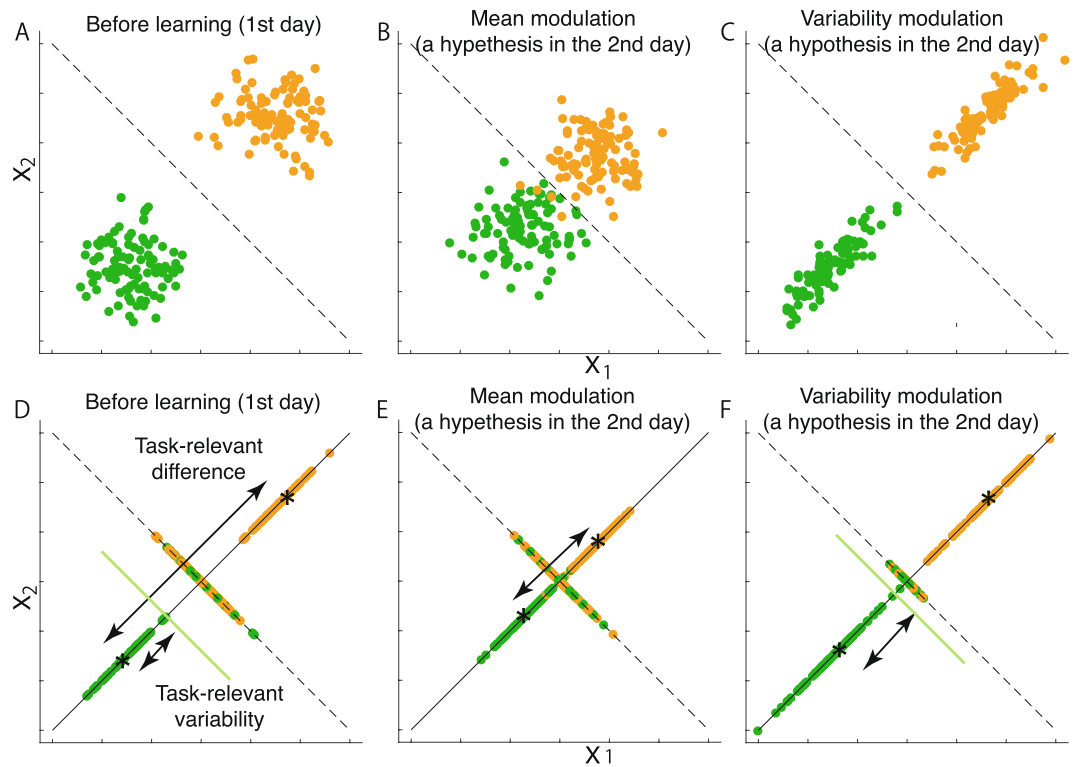 A
Before learning (1st day)
B
Mean modulation
(a hypethesis in the 2nd day)
C
Variability modulation
(a hypothesis in the 2nd day)
X2
X1
D
Before learning (1st day)
E
Mean modulation
(a hypethesis in the 2nd day)
F
Variability modulation
(a hypothesis in the 2nd day)
Task-relevant
difference
Task-relevant
variability
X2
X1